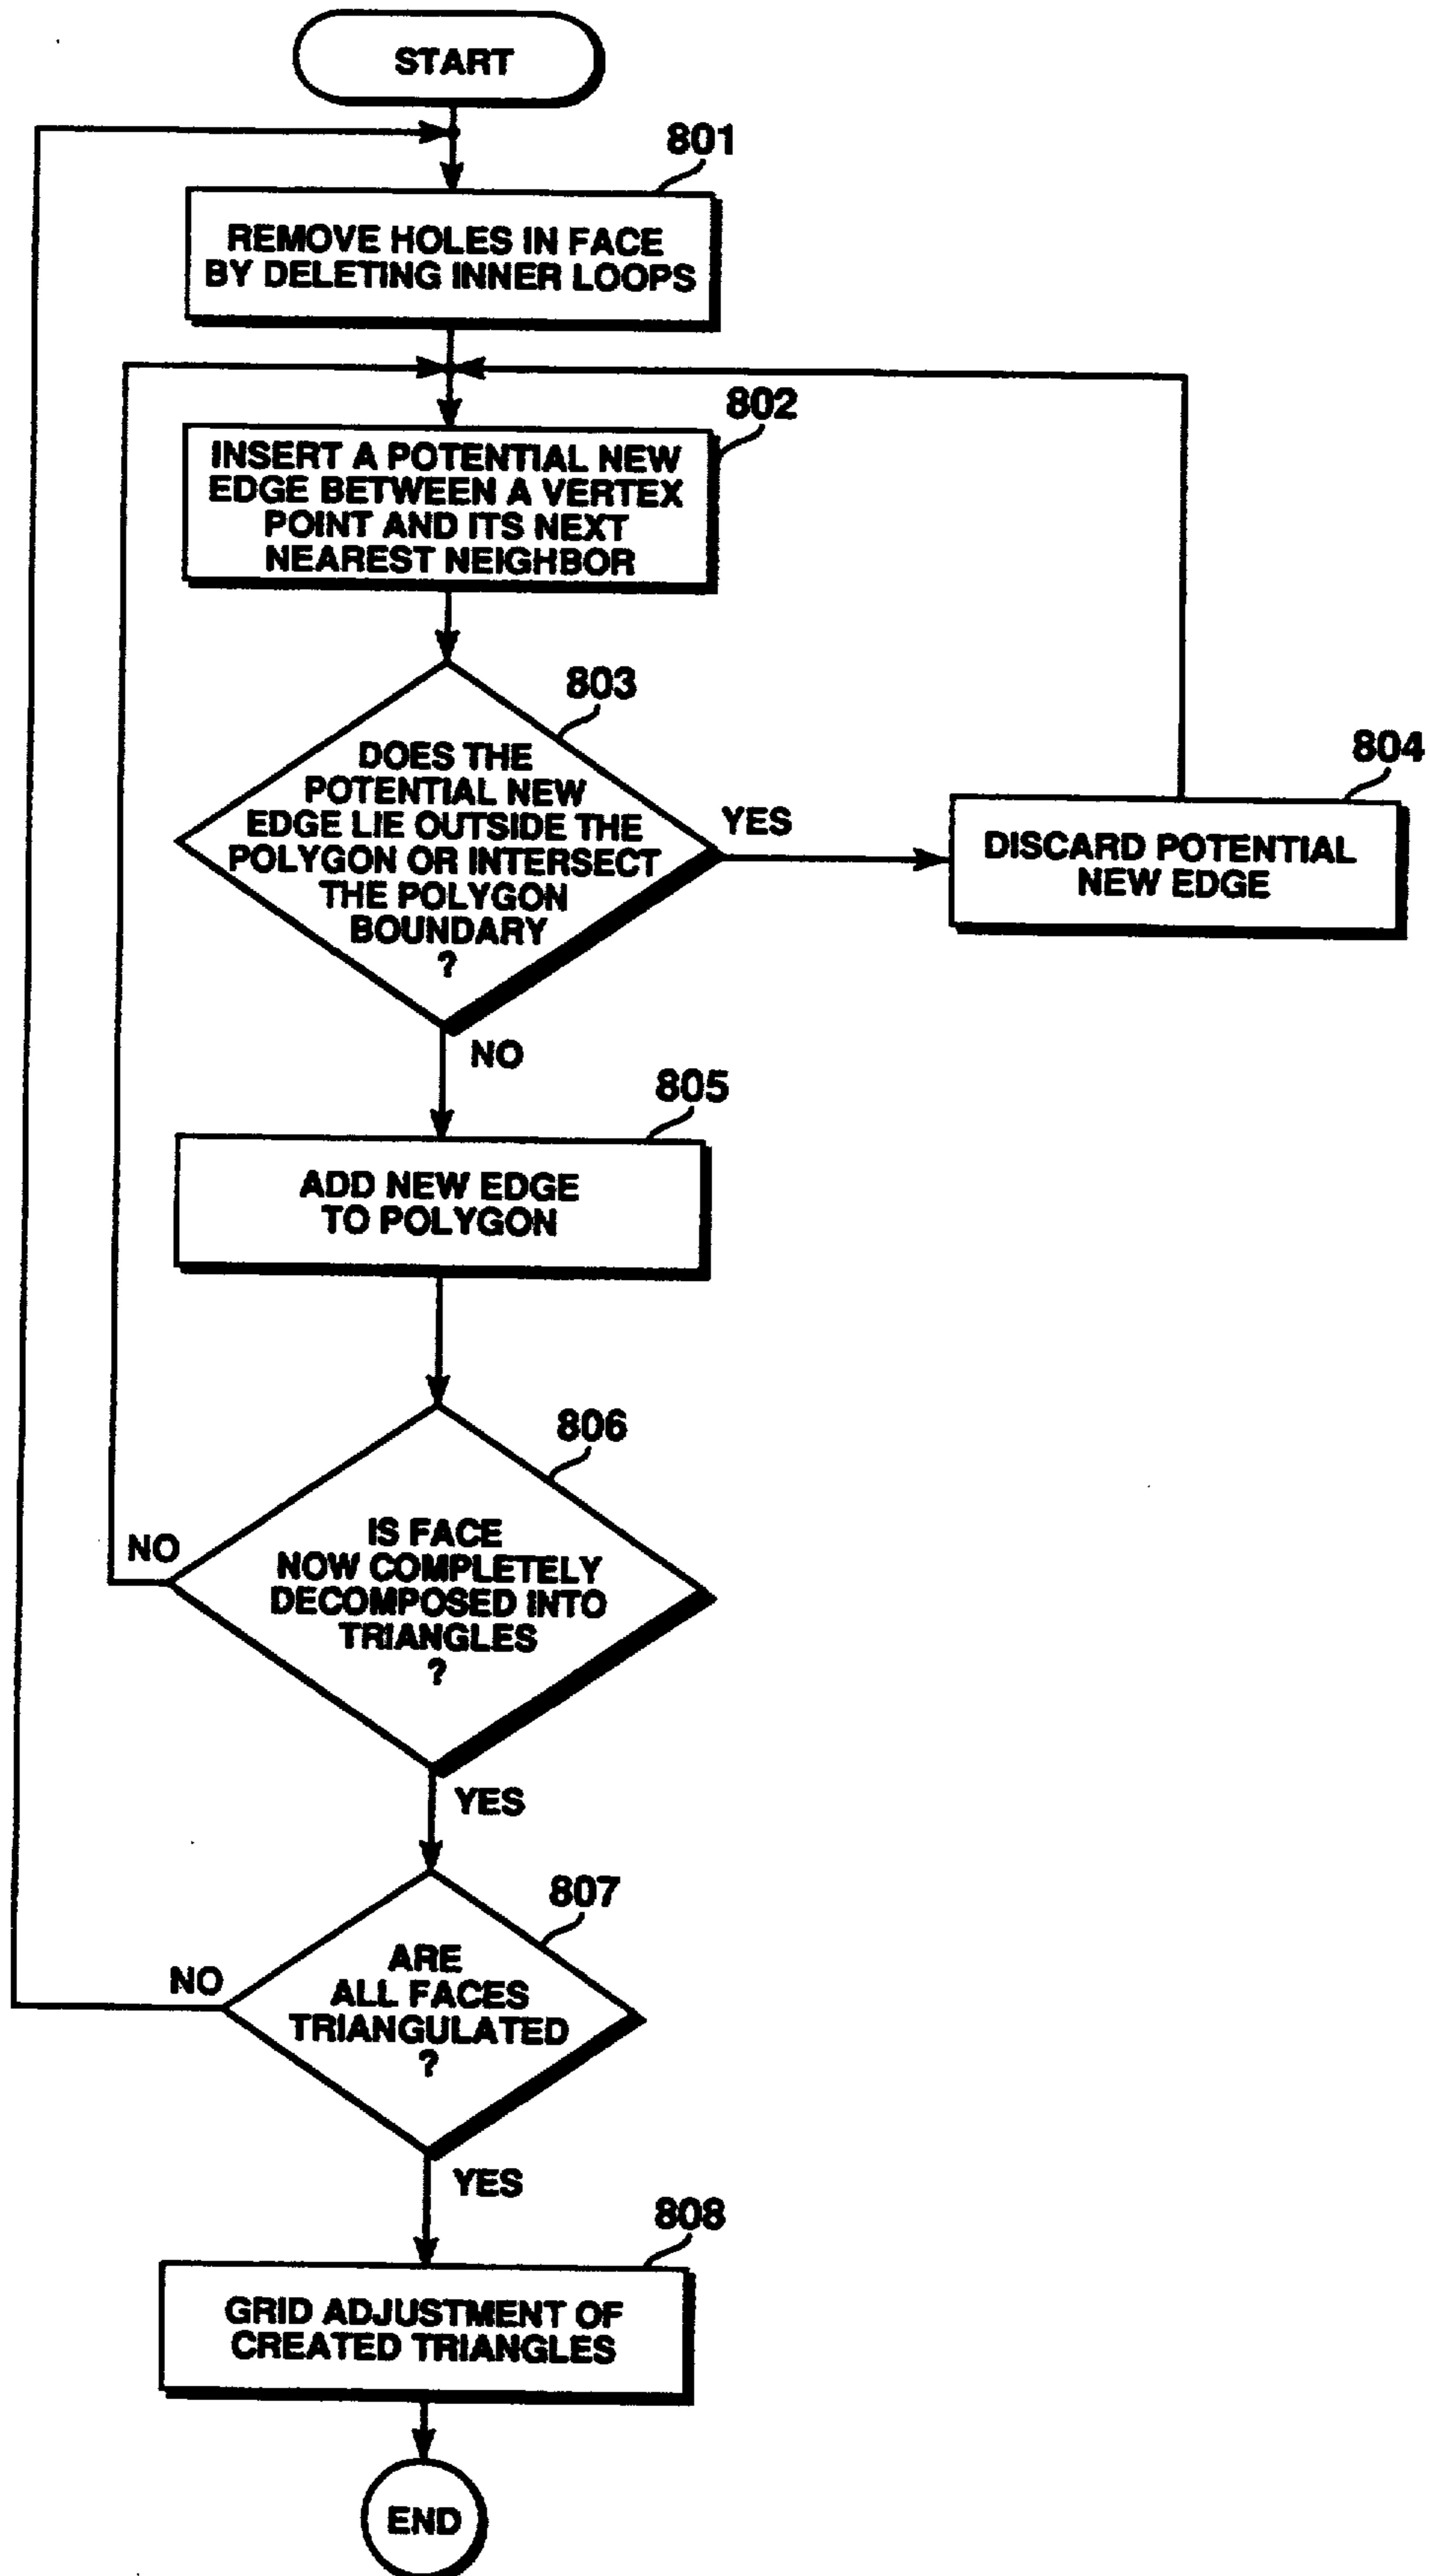 START
801
REMOVE HOLES IN FACE
BY DELETING INNER LOOPS
802
INSERT A POTENTIAL NEW
EDGE BETWEEN A VERTEX
POINT AND ITS NEXT
NEAREST NEIGHBOR
803
DOES THE
POTENTIAL NEW
EDGE LIE OUTSIDE THE
POLYGON OR INTERSECT
THE POLYGON
BOUNDARY
?
YES
804
DISCARD POTENTIAL
NEW EDGE
NO
805
ADD NEW EDGE
TO POLYGON
806
IS FACE
NOW COMPLETELY
DECOMPOSED INTO
TRIANGLES
?
NO
YES
807
ARE
ALL FACES
TRIANGULATED
?
NO
YES
808
GRID ADJUSTMENT OF
CREATED TRIANGLES
END